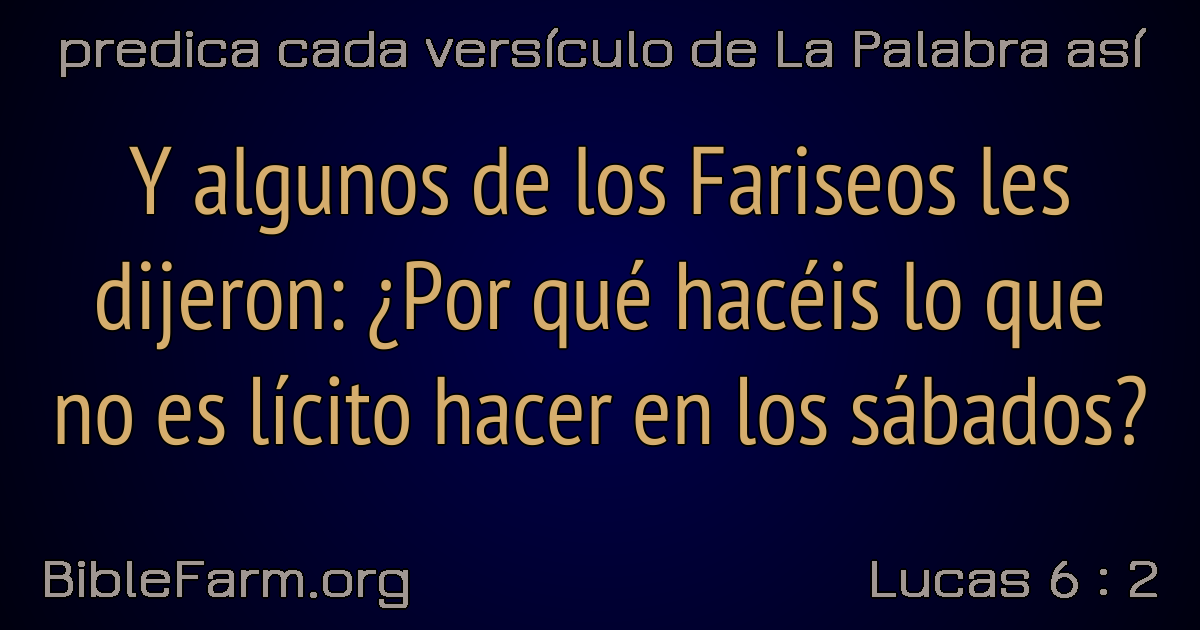 predica cada versículo de La Palabra así
Y algunos de los Fariseos les
dijeron: ¿Por qué hacéis lo que
no es lícito hacer en los sábados?
BibleFarm.org
Lucas 6 : 2